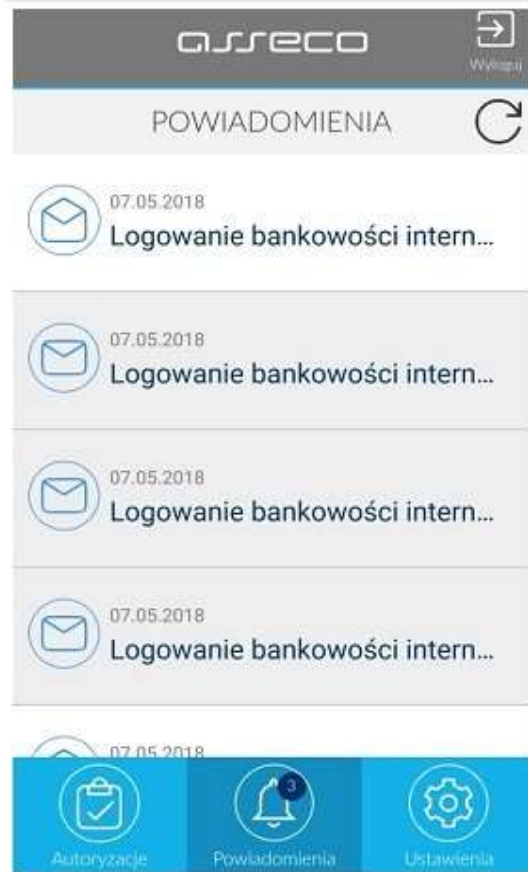 asseco
Wyloguj
POWIADOMIENIA
07.05.2018
Logowanie bankowości intern...
07.05.2018
Logowanie bankowości intern...
07.05.2018
Logowanie bankowości intern...
07.05.2018
Logowanie bankowości intern...
07.05.2018
3
Autoryzacje
Powiadomienia
Ustawienia